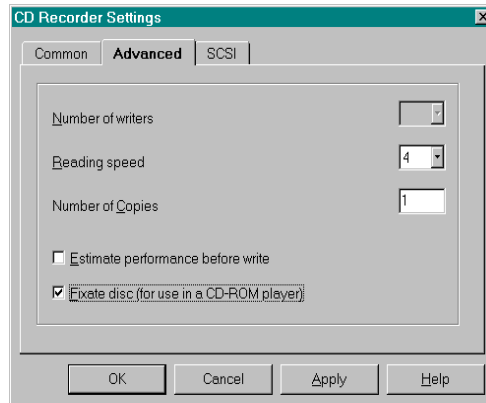 CD Recorder Settings
Common Advanced SCSI
Number of writers
Reading speed 4
Number of Copies 1
Estimate performance before write
Fixate disc (for use in a CD-ROM player)
OK Cancel Apply Help